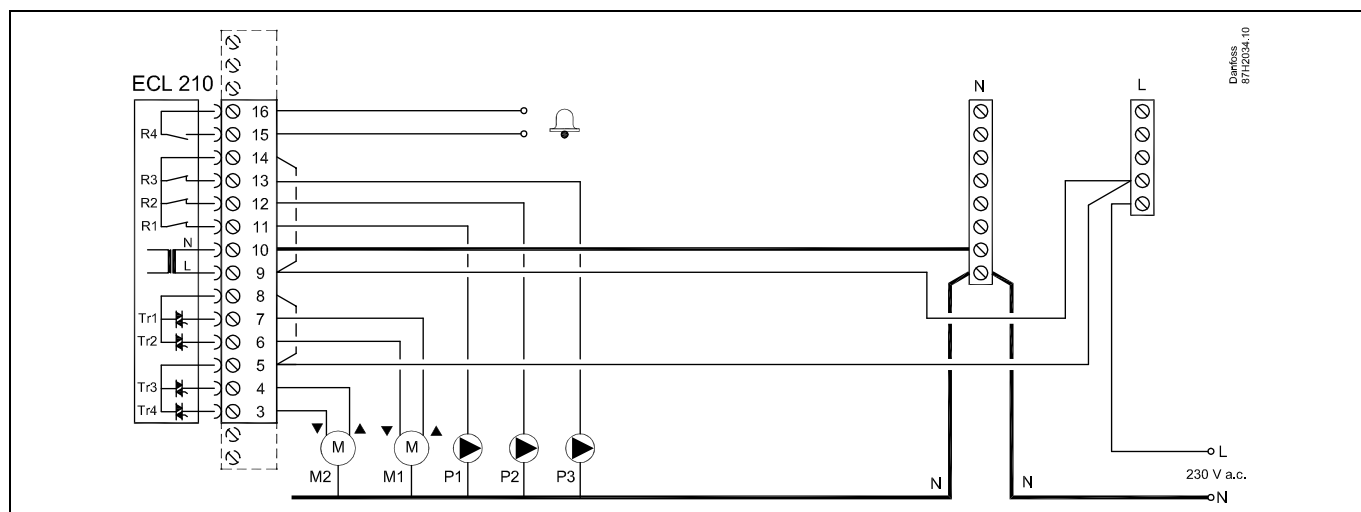 Danfoss
87H2034.10
ECL 210
N
L
16
R4
15
14
R3
13
R2
12
R1
11
N
10
L
9
8
Tr1
7
Tr2
6
5
Tr3
4
Tr4
3
M
M
M2
M1
P1
P2
P3
L
230 V a.c.
N
N
N